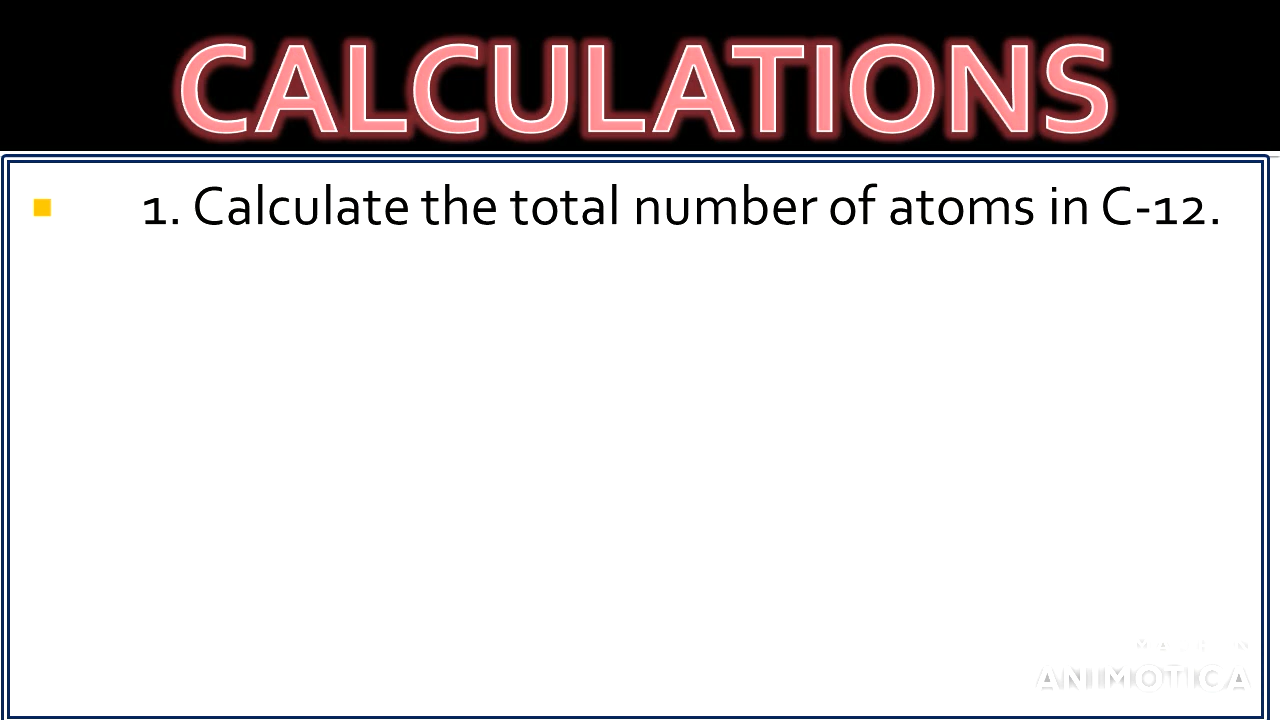 CALCULATIONS
1. Calculate the total number of atoms in C-12.
ANIMOTICA